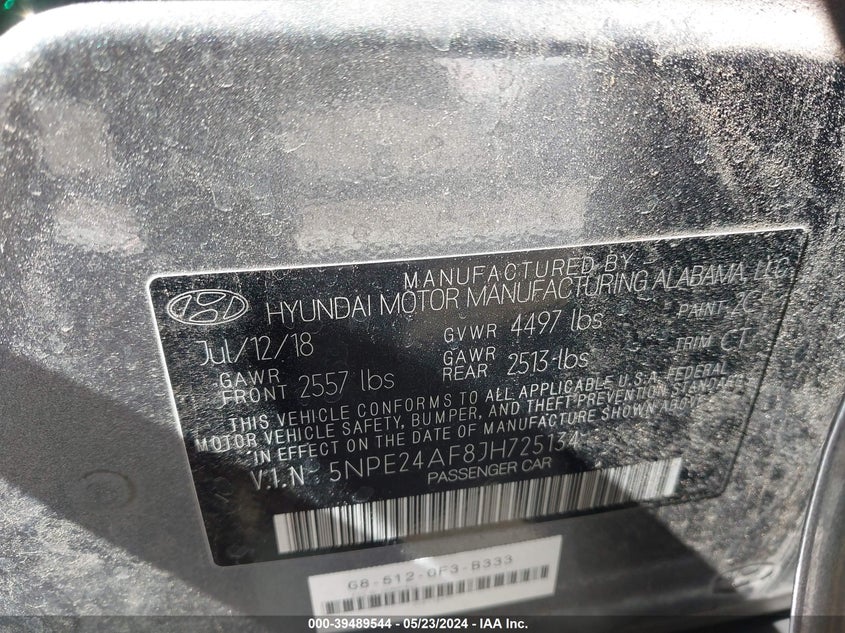 MANUFACTURED BY
HYUNDAI MOTOR MANUFACTURING ALABAMA, LLC
Jul/12/18 GVWR 4497 lbs PAINT 2C
GAWR FRONT 2557 lbs GAWR REAR 2513-lbs TRIM CT
THIS VEHICLE CONFORMS TO ALL APPLICABLE U.S.A. FEDERAL
MOTOR VEHICLE SAFETY, BUMPER, AND THEFT PREVENTION STANDARDS
IN EFFECT ON THE DATE OF MANUFACTURE SHOWN ABOVE
V.I.N 5NPE24AF8JH725134
PASSENGER CAR
G8-512-0F3-B333
000-39489544 / 05/23/2024 - IAA Inc.